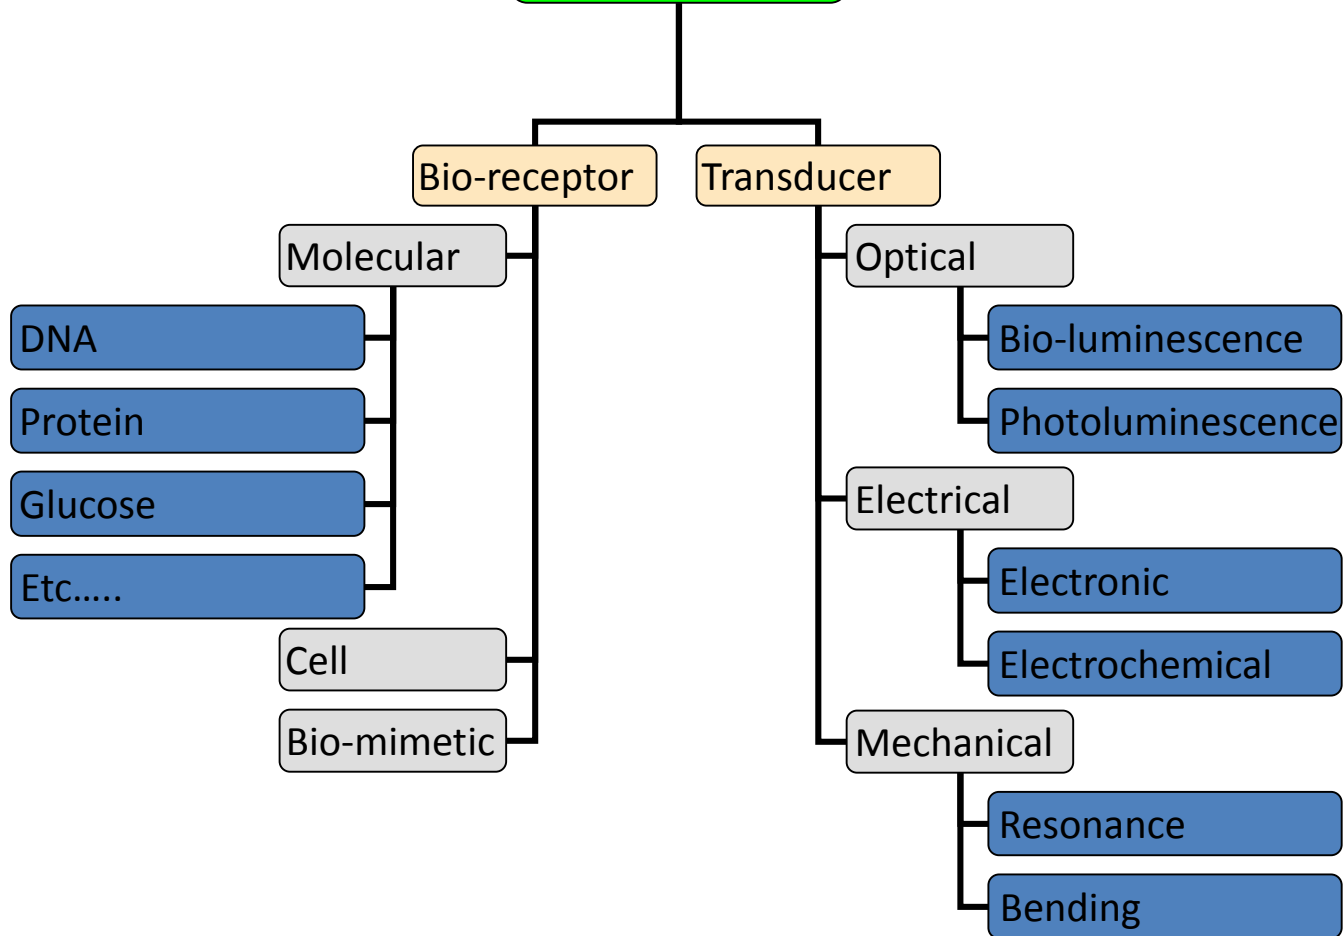 Bio-receptor
Transducer
Molecular
Optical
DNA
Bio-luminescence
Protein
Photoluminescence
Glucose
Electrical
Etc…..
Electronic
Cell
Electrochemical
Bio-mimetic
Mechanical
Resonance
Bending